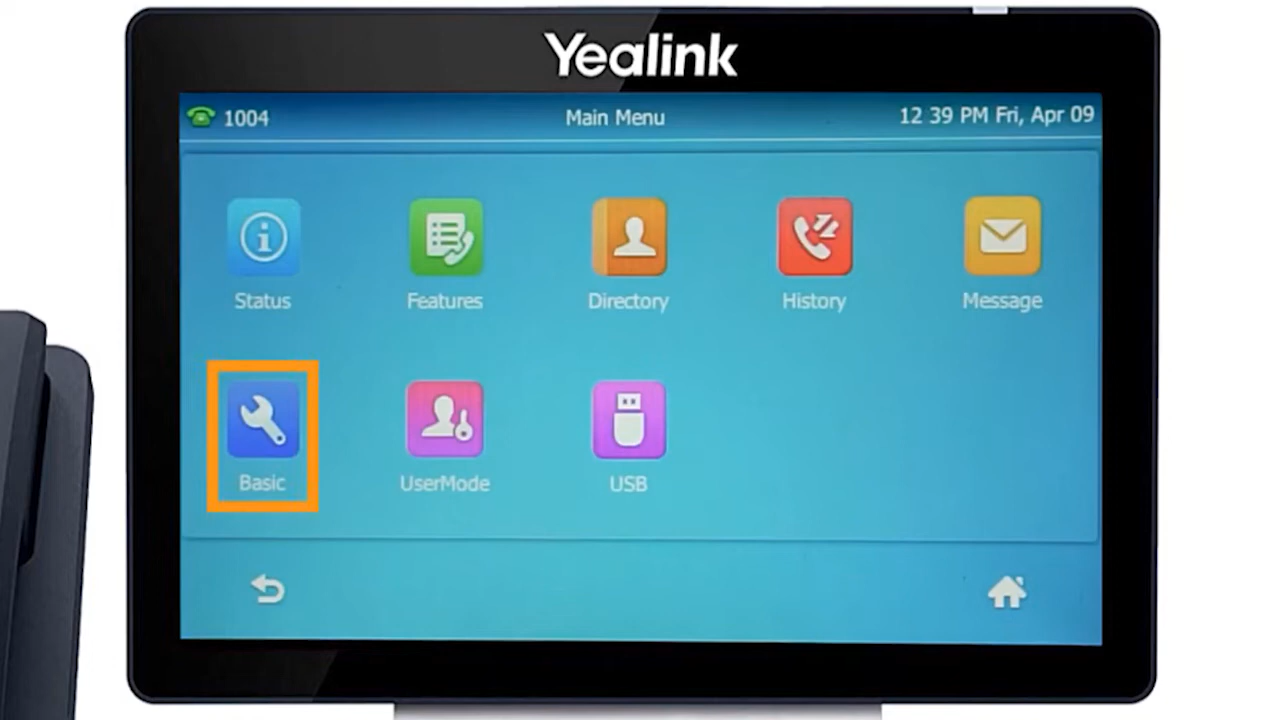 Yealink
1004 Main Menu 12 39 PM Fri, Apr 09
Status Features Directory History Message
Basic UserMode USB